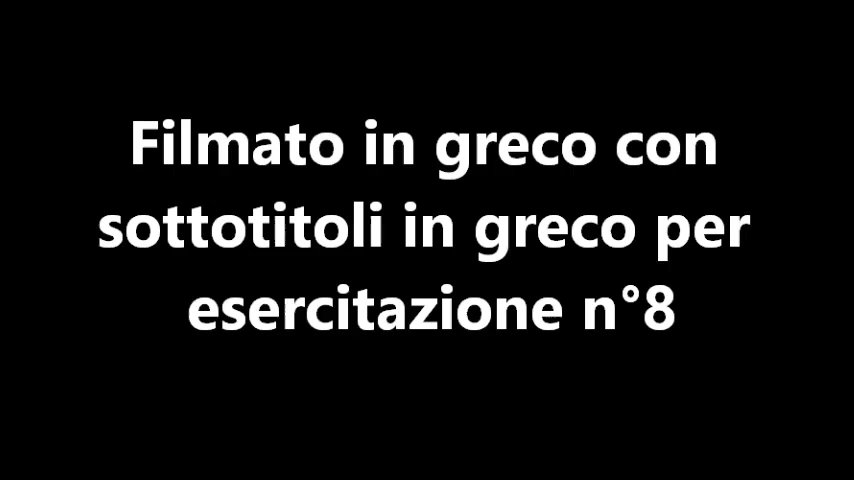 Filmato in greco con
sottotitoli in greco per
esercitazione n°8